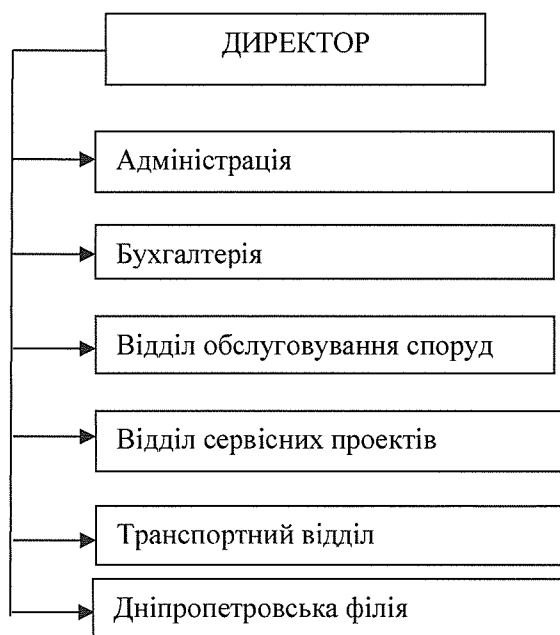 ДИРЕКТОР
Адміністрація
Бухгалтерія
Відділ обслуговування споруд
Відділ сервісних проектів
Транспортний відділ
Дніпропетровська філія